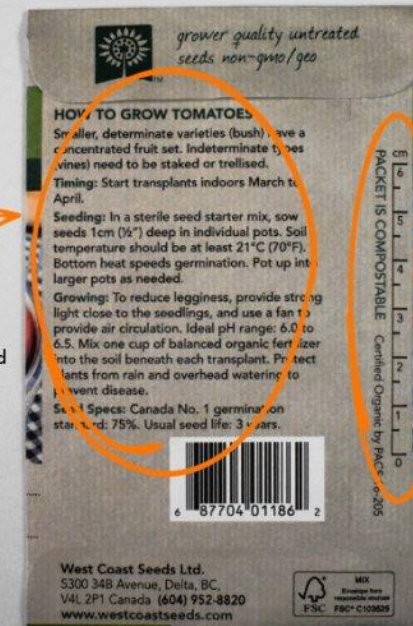 grower quality untreated
seeds non-gmo/geo
TM
HOW TO GROW TOMATOES
Smaller, determinate varieties (bush) have a
concentrated fruit set. Indeterminate types
(vines) need to be staked or trellised.
Timing: Start transplants indoors March to
April.
Seeding: In a sterile seed starter mix, sow
seeds 1cm (½") deep in individual pots. Soil
temperature should be at least 21°C (70°F).
Bottom heat speeds germination. Pot up into
larger pots as needed.
Growing: To reduce legginess, provide strong
light close to the seedlings, and use a fan to
provide air circulation. Ideal pH range: 6.0 to
6.5. Mix one cup of balanced organic fertilizer
into the soil beneath each transplant. Protect
plants from rain and overhead watering to
prevent disease.
Seed Specs: Canada No. 1 germination
standard: 75%. Usual seed life: 3 years.
6 87704 01186 2
West Coast Seeds Ltd.
5300 34B Avenue, Delta, BC,
V4L 2P1 Canada (604) 952-8820
www.westcoastseeds.com
FSC
MIX
FSC® C103525
PACKET IS COMPOSTABLE Certified Organic by PACS
4
3
2
1
0